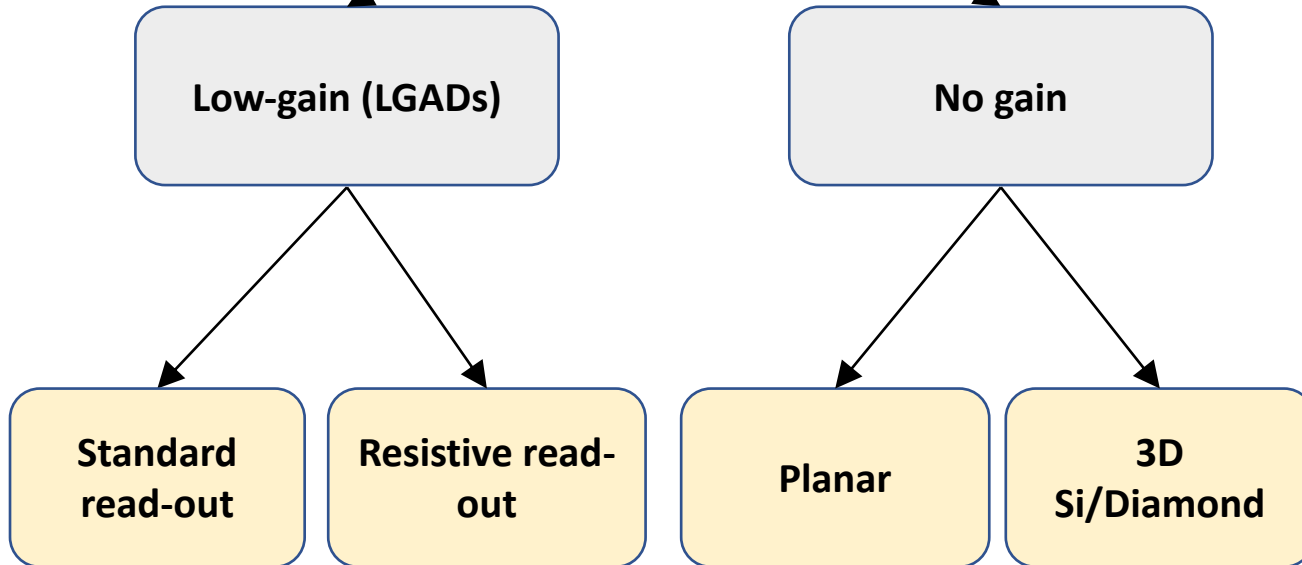 Low-gain (LGADs)
No gain
Standard
read-out
Resistive read-
out
Planar
3D
Si/Diamond